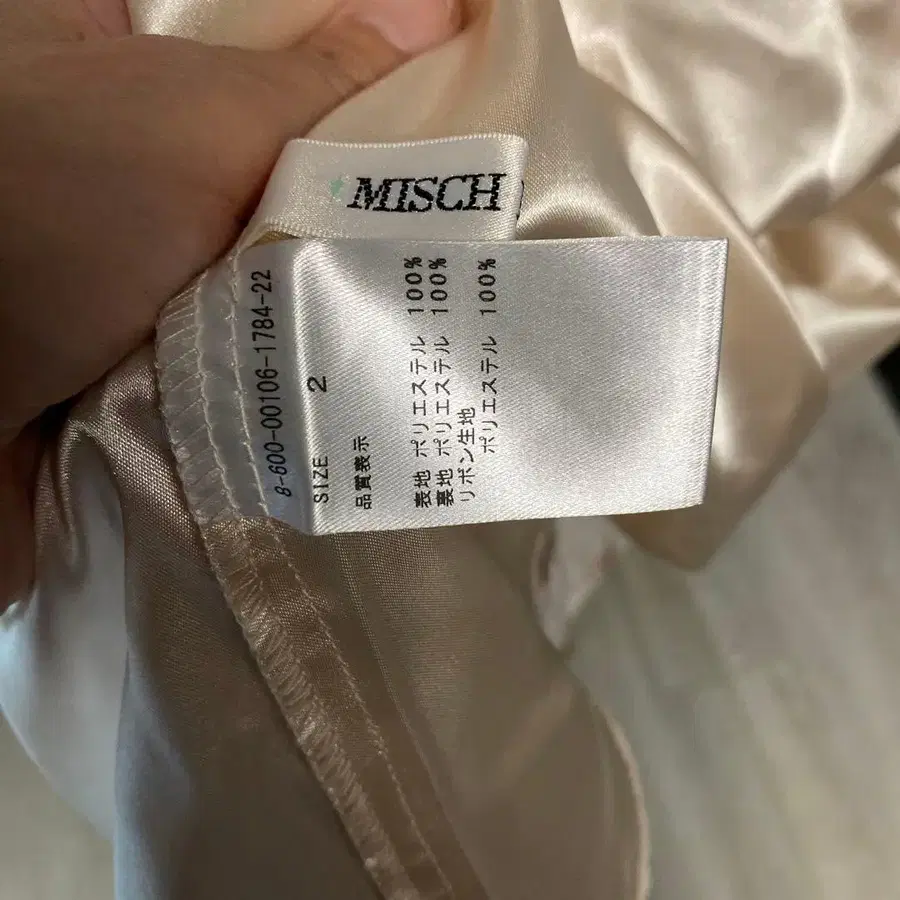 MISCH
8-600-00106-1784-22
SIZE 2
品質表示
表地 ポリエステル 100%
裏地 ポリエステル 100%
リボン生地
ポリエステル 100%